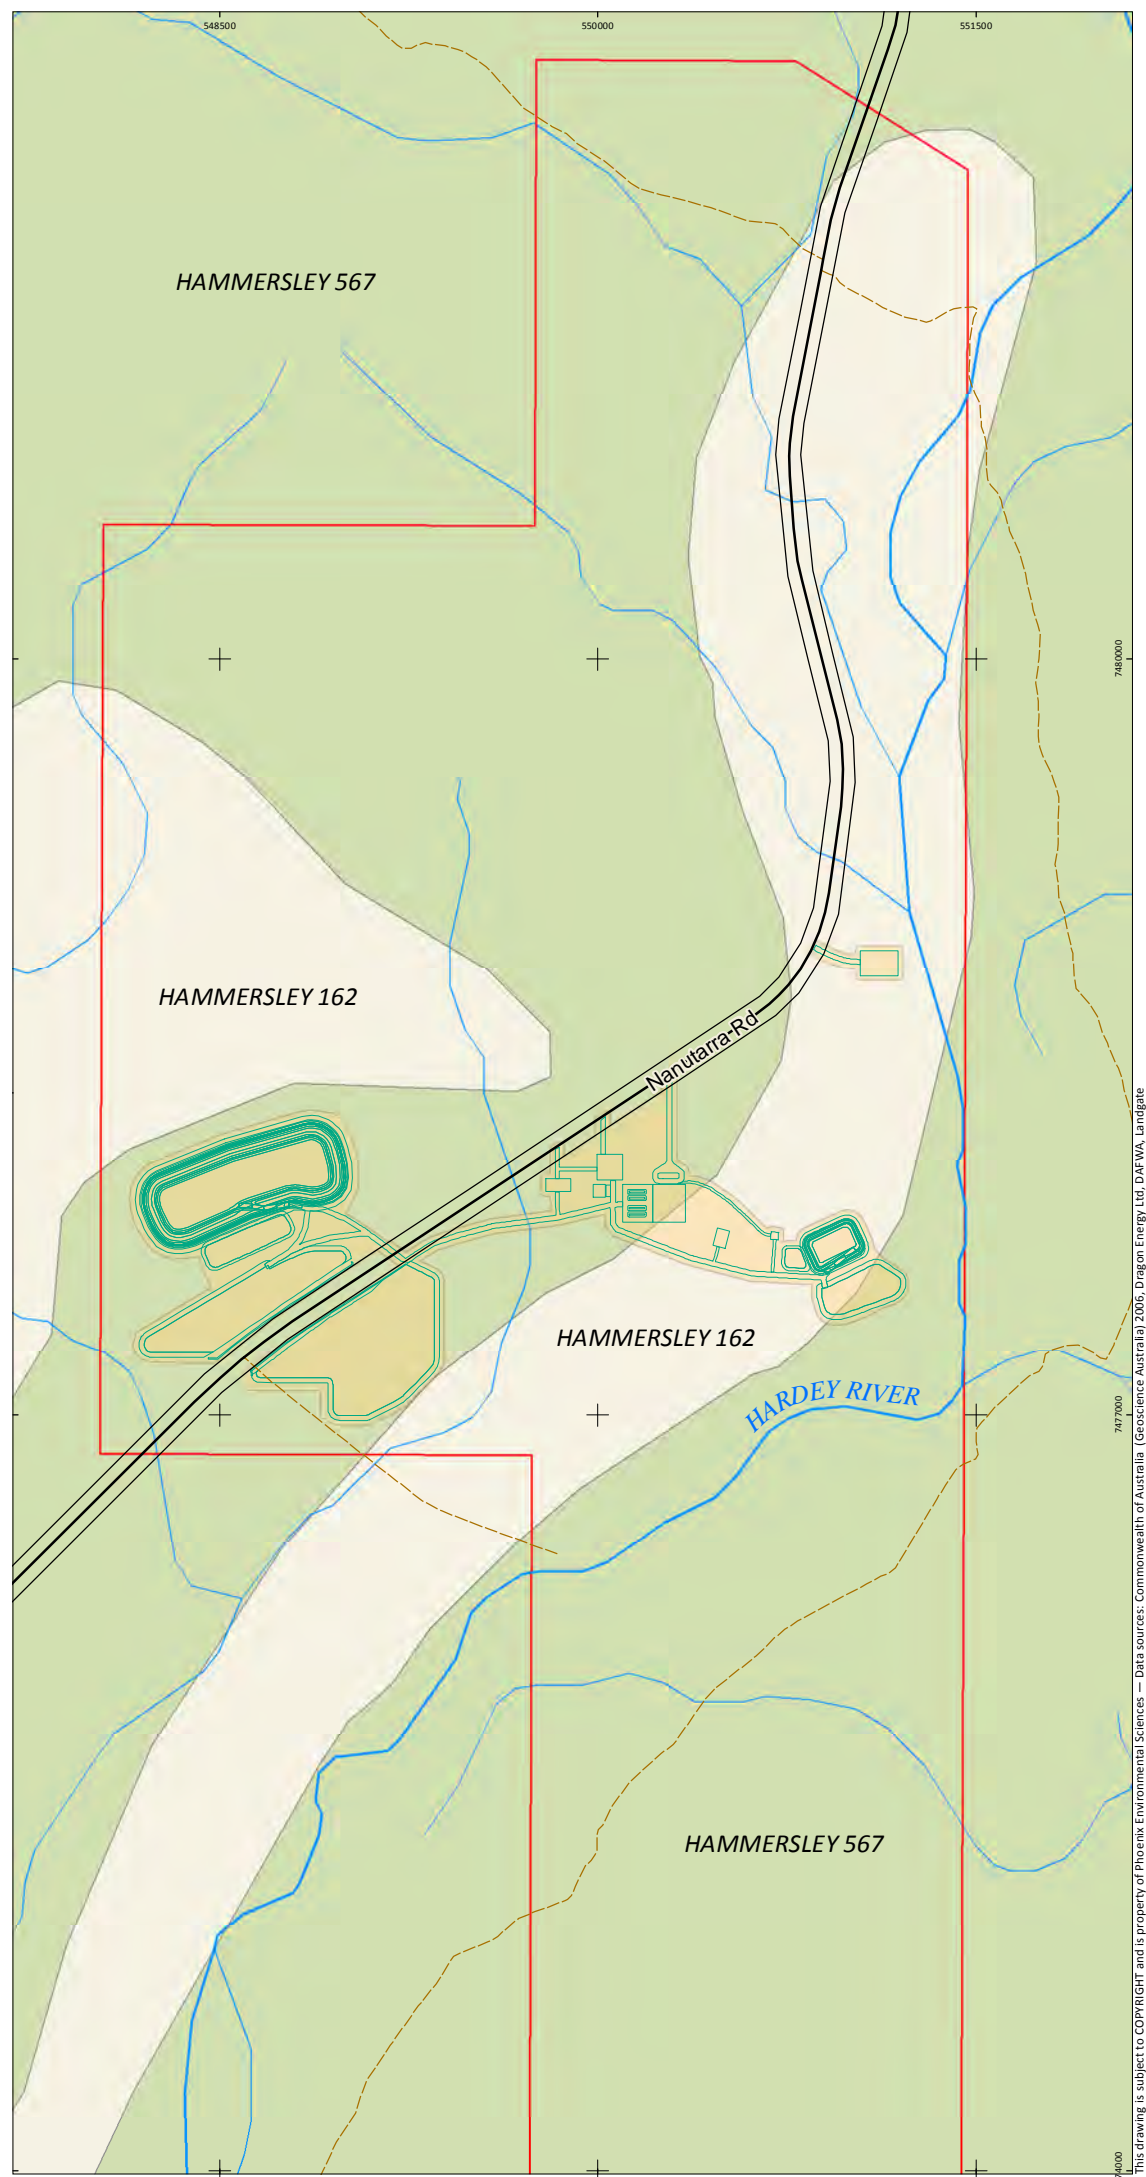 548500
550000
551500
HAMMERSLEY 567
7480000
HAMMERSLEY 162
Nanutarra Rd
HAMMERSLEY 162
HARDEY RIVER
7477000
HAMMERSLEY 567
This drawing is subject to COPYRIGHT and is property of Phoenix Environmental Sciences — Data sources: Commonwealth of Australia (Geoscience Australia) 2006, Dragon Energy Ltd, DAFWA, Landgate